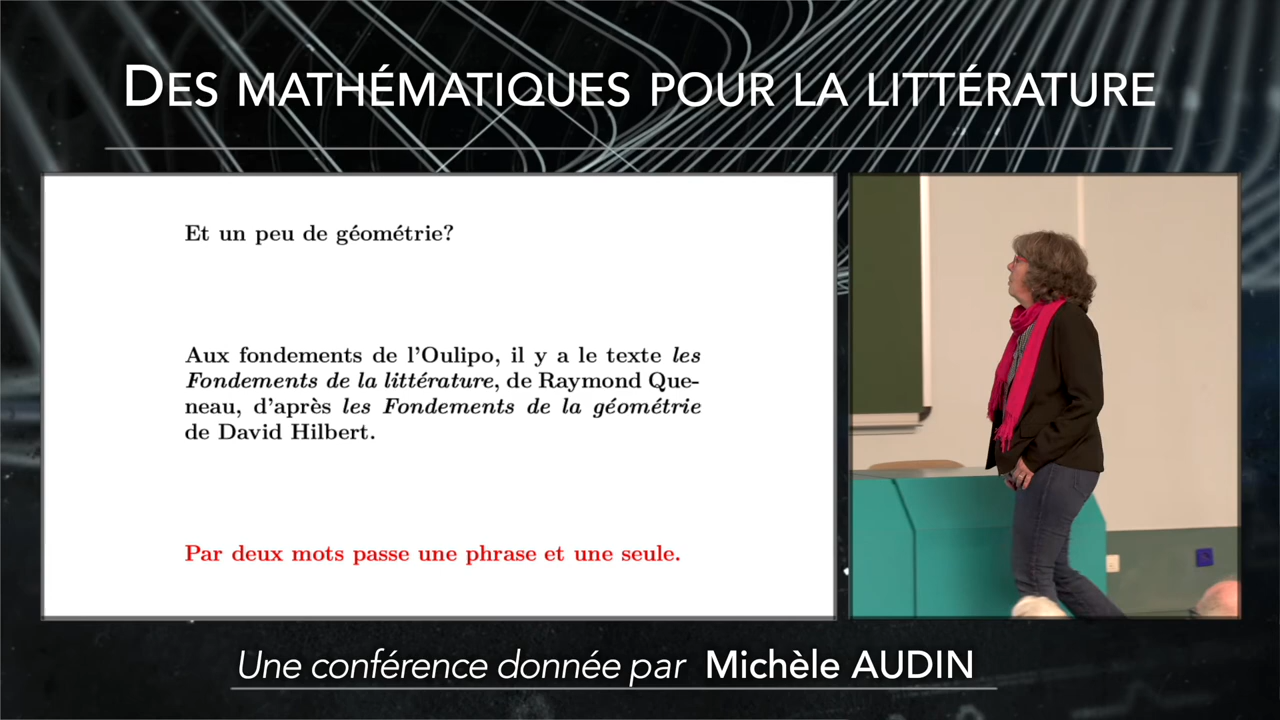 DES MATHÉMATIQUES POUR LA LITTÉRATURE
Et un peu de géométrie?
Aux fondements de l'Oulipo, il y a le texte les
Fondements de la littérature, de Raymond Que-
neau, d'après les Fondements de la géométrie
de David Hilbert.
Par deux mots passe une phrase et une seule.
Une conférence donnée par Michèle AUDIN